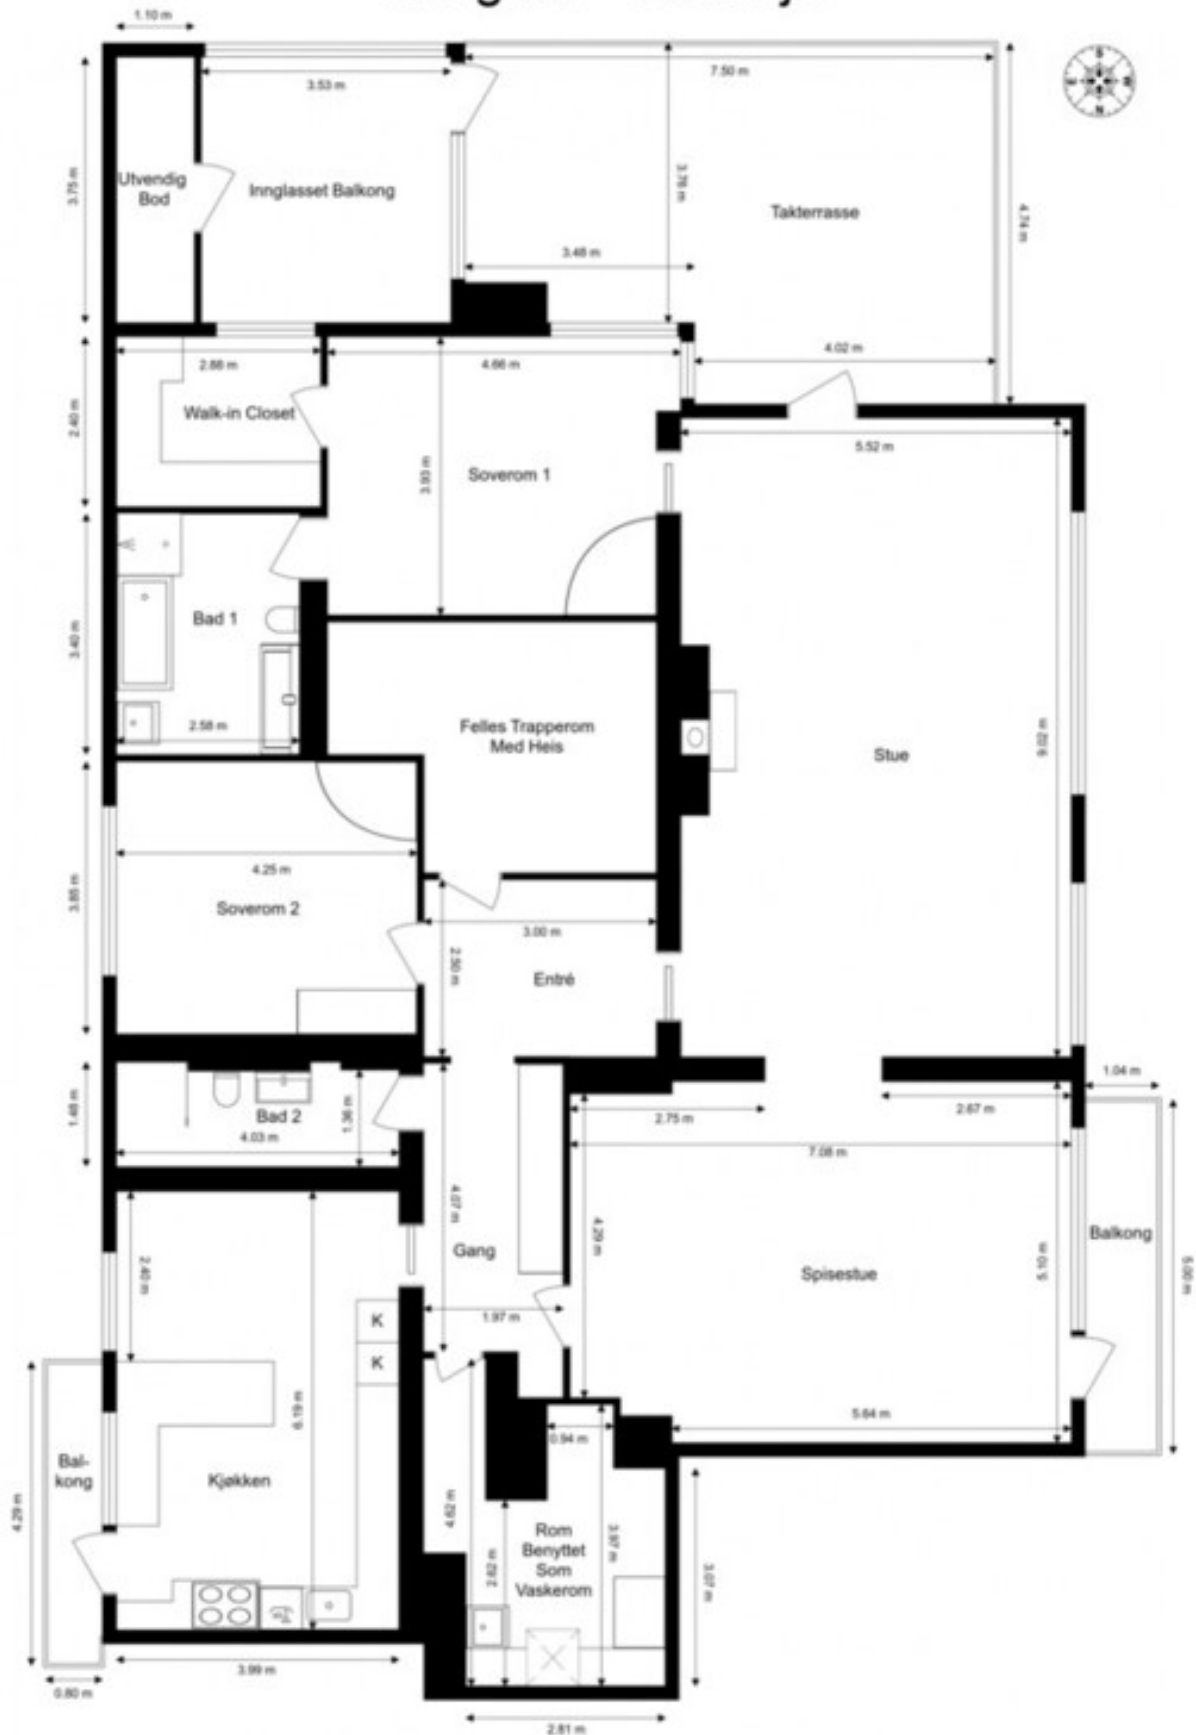 1.10 m
3.53 m
7.50 m
S
E
W
N
3.75 m
Utvendig
Bod
Innglasset Balkong
3.76 m
Takterrasse
4.74 m
3.48 m
2.86 m
4.66 m
4.02 m
2.40 m
Walk-in Closet
3.93 m
Soverom 1
5.52 m
3.40 m
Bad 1
2.58 m
Felles Trapperom
Med Heis
Stue
9.02 m
4.25 m
3.85 m
Soverom 2
3.00 m
2.50 m
Entré
1.04 m
1.48 m
Bad 2
1.36 m
4.03 m
2.75 m
2.67 m
7.08 m
4.07 m
4.29 m
2.40 m
Gang
Spisestue
5.10 m
Balkong
5.00 m
1.97 m
K
K
6.19 m
5.64 m
0.94 m
Bal-
kong
Kjøkken
4.29 m
4.62 m
Rom
Benyttet
Som
Vaskerom
3.97 m
2.62 m
3.07 m
3.99 m
0.80 m
2.81 m